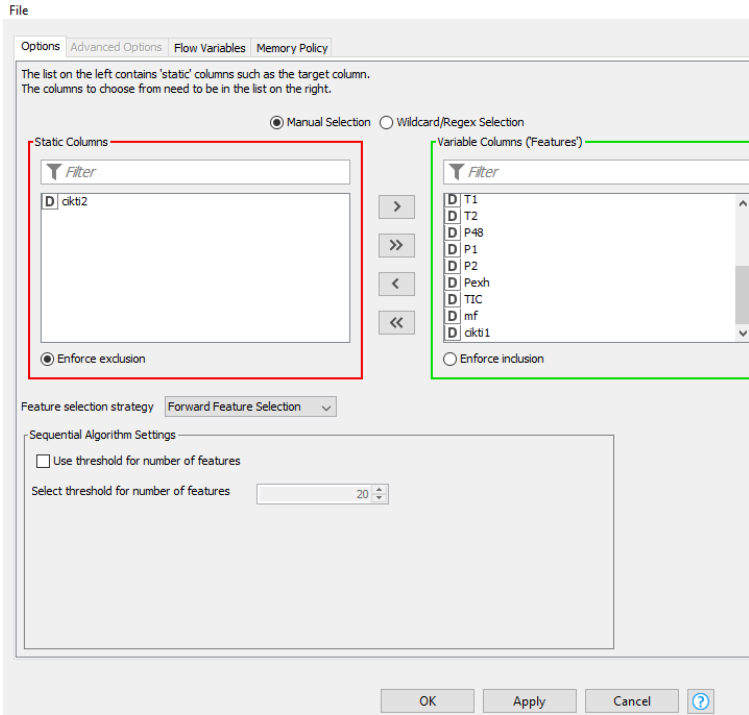 File
Options Advanced Options Flow Variables Memory Policy
The list on the left contains 'static' columns such as the target column.
The columns to choose from need to be in the list on the right.
Manual Selection Wildcard/Regex Selection
Static Columns
Filter
D cikti2
Enforce exclusion
> 
>>
<
<<
Variable Columns ('Features')
Filter
D T1
D T2
D P48
D P1
D P2
D Pexh
D TIC
D mf
D cikti1
Enforce inclusion
Feature selection strategy Forward Feature Selection
Sequential Algorithm Settings
Use threshold for number of features
Select threshold for number of features 20
OK Apply Cancel ?